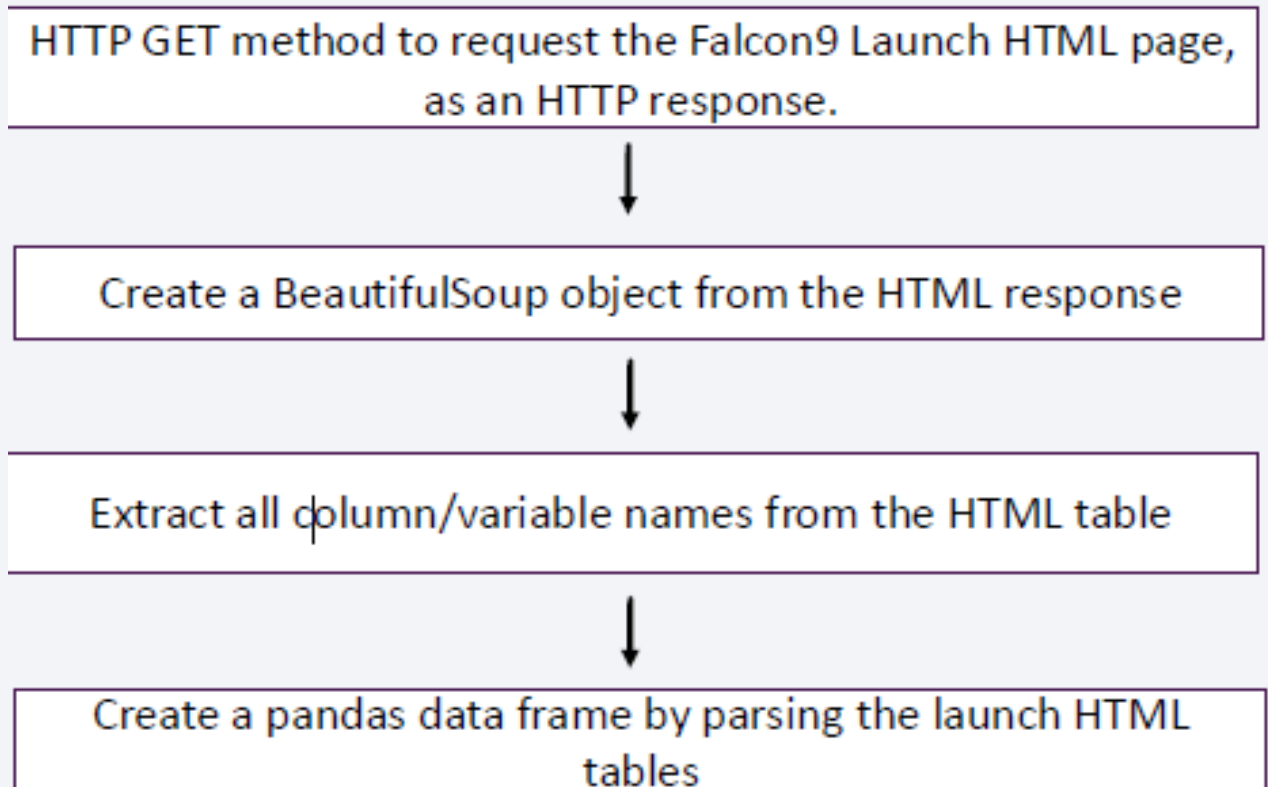 HTTP GET method to request the Falcon9 Launch HTML page,
as an HTTP response.
Create a BeautifulSoup object from the HTML response
Extract all column/variable names from the HTML table
Create a pandas data frame by parsing the launch HTML
tables